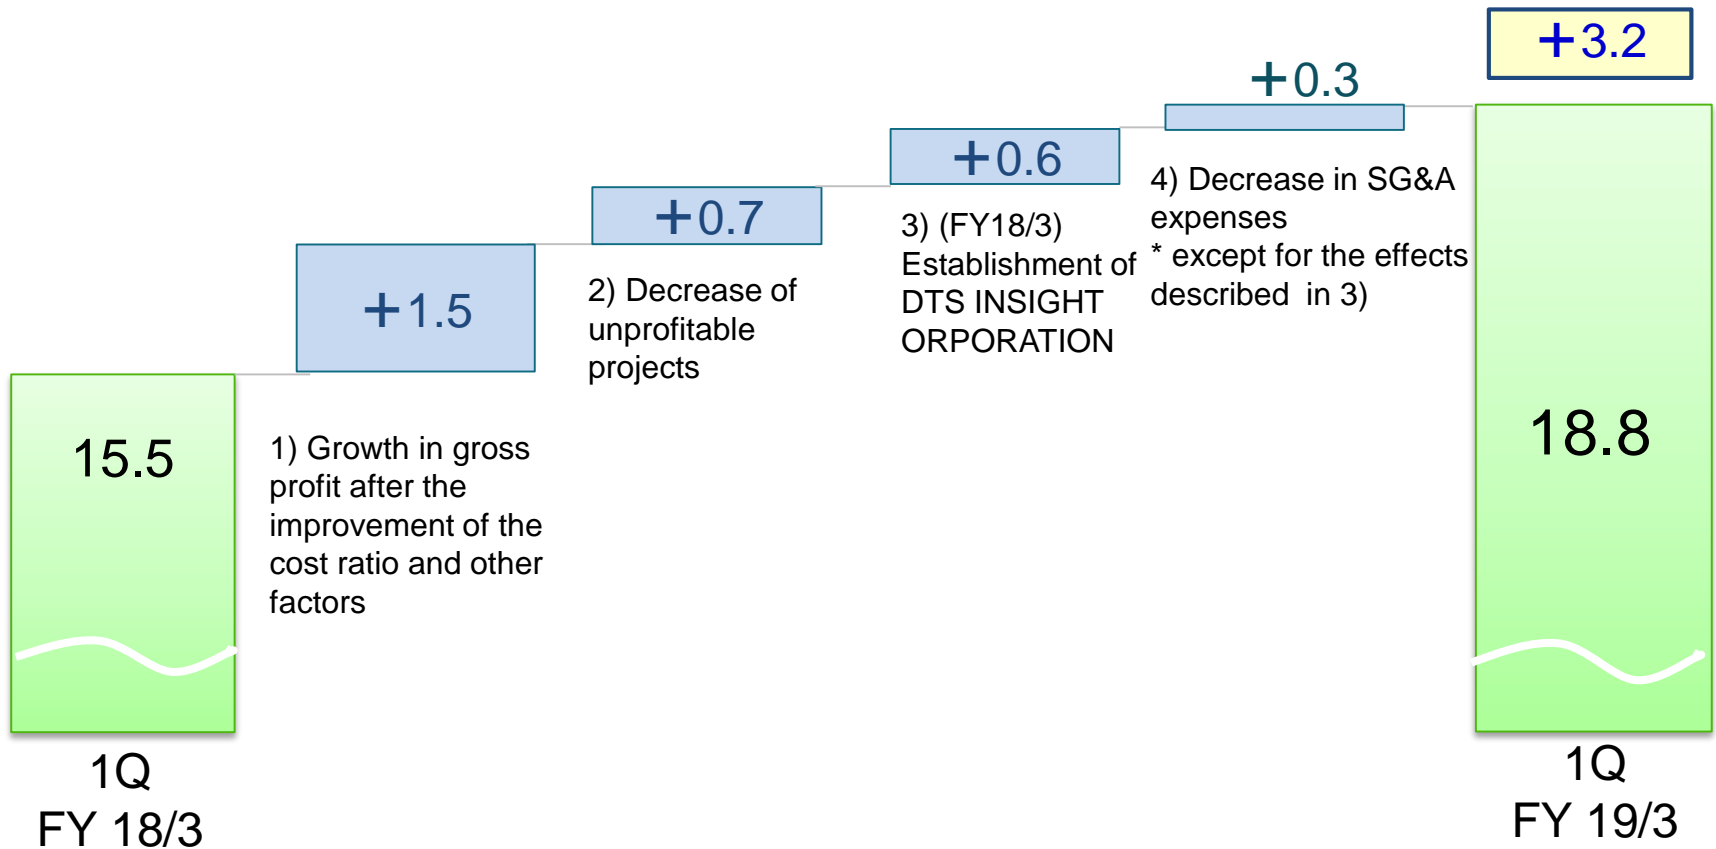 +3.2
+0.3
+0.6
+0.7
+1.5
15.5
18.8
1) Growth in gross
profit after the
improvement of the
cost ratio and other
factors
2) Decrease of
unprofitable
projects
3) (FY18/3)
Establishment of
DTS INSIGHT
ORPORATION
4) Decrease in SG&A
expenses
* except for the effects
described in 3)
1Q
FY 18/3
1Q
FY 19/3